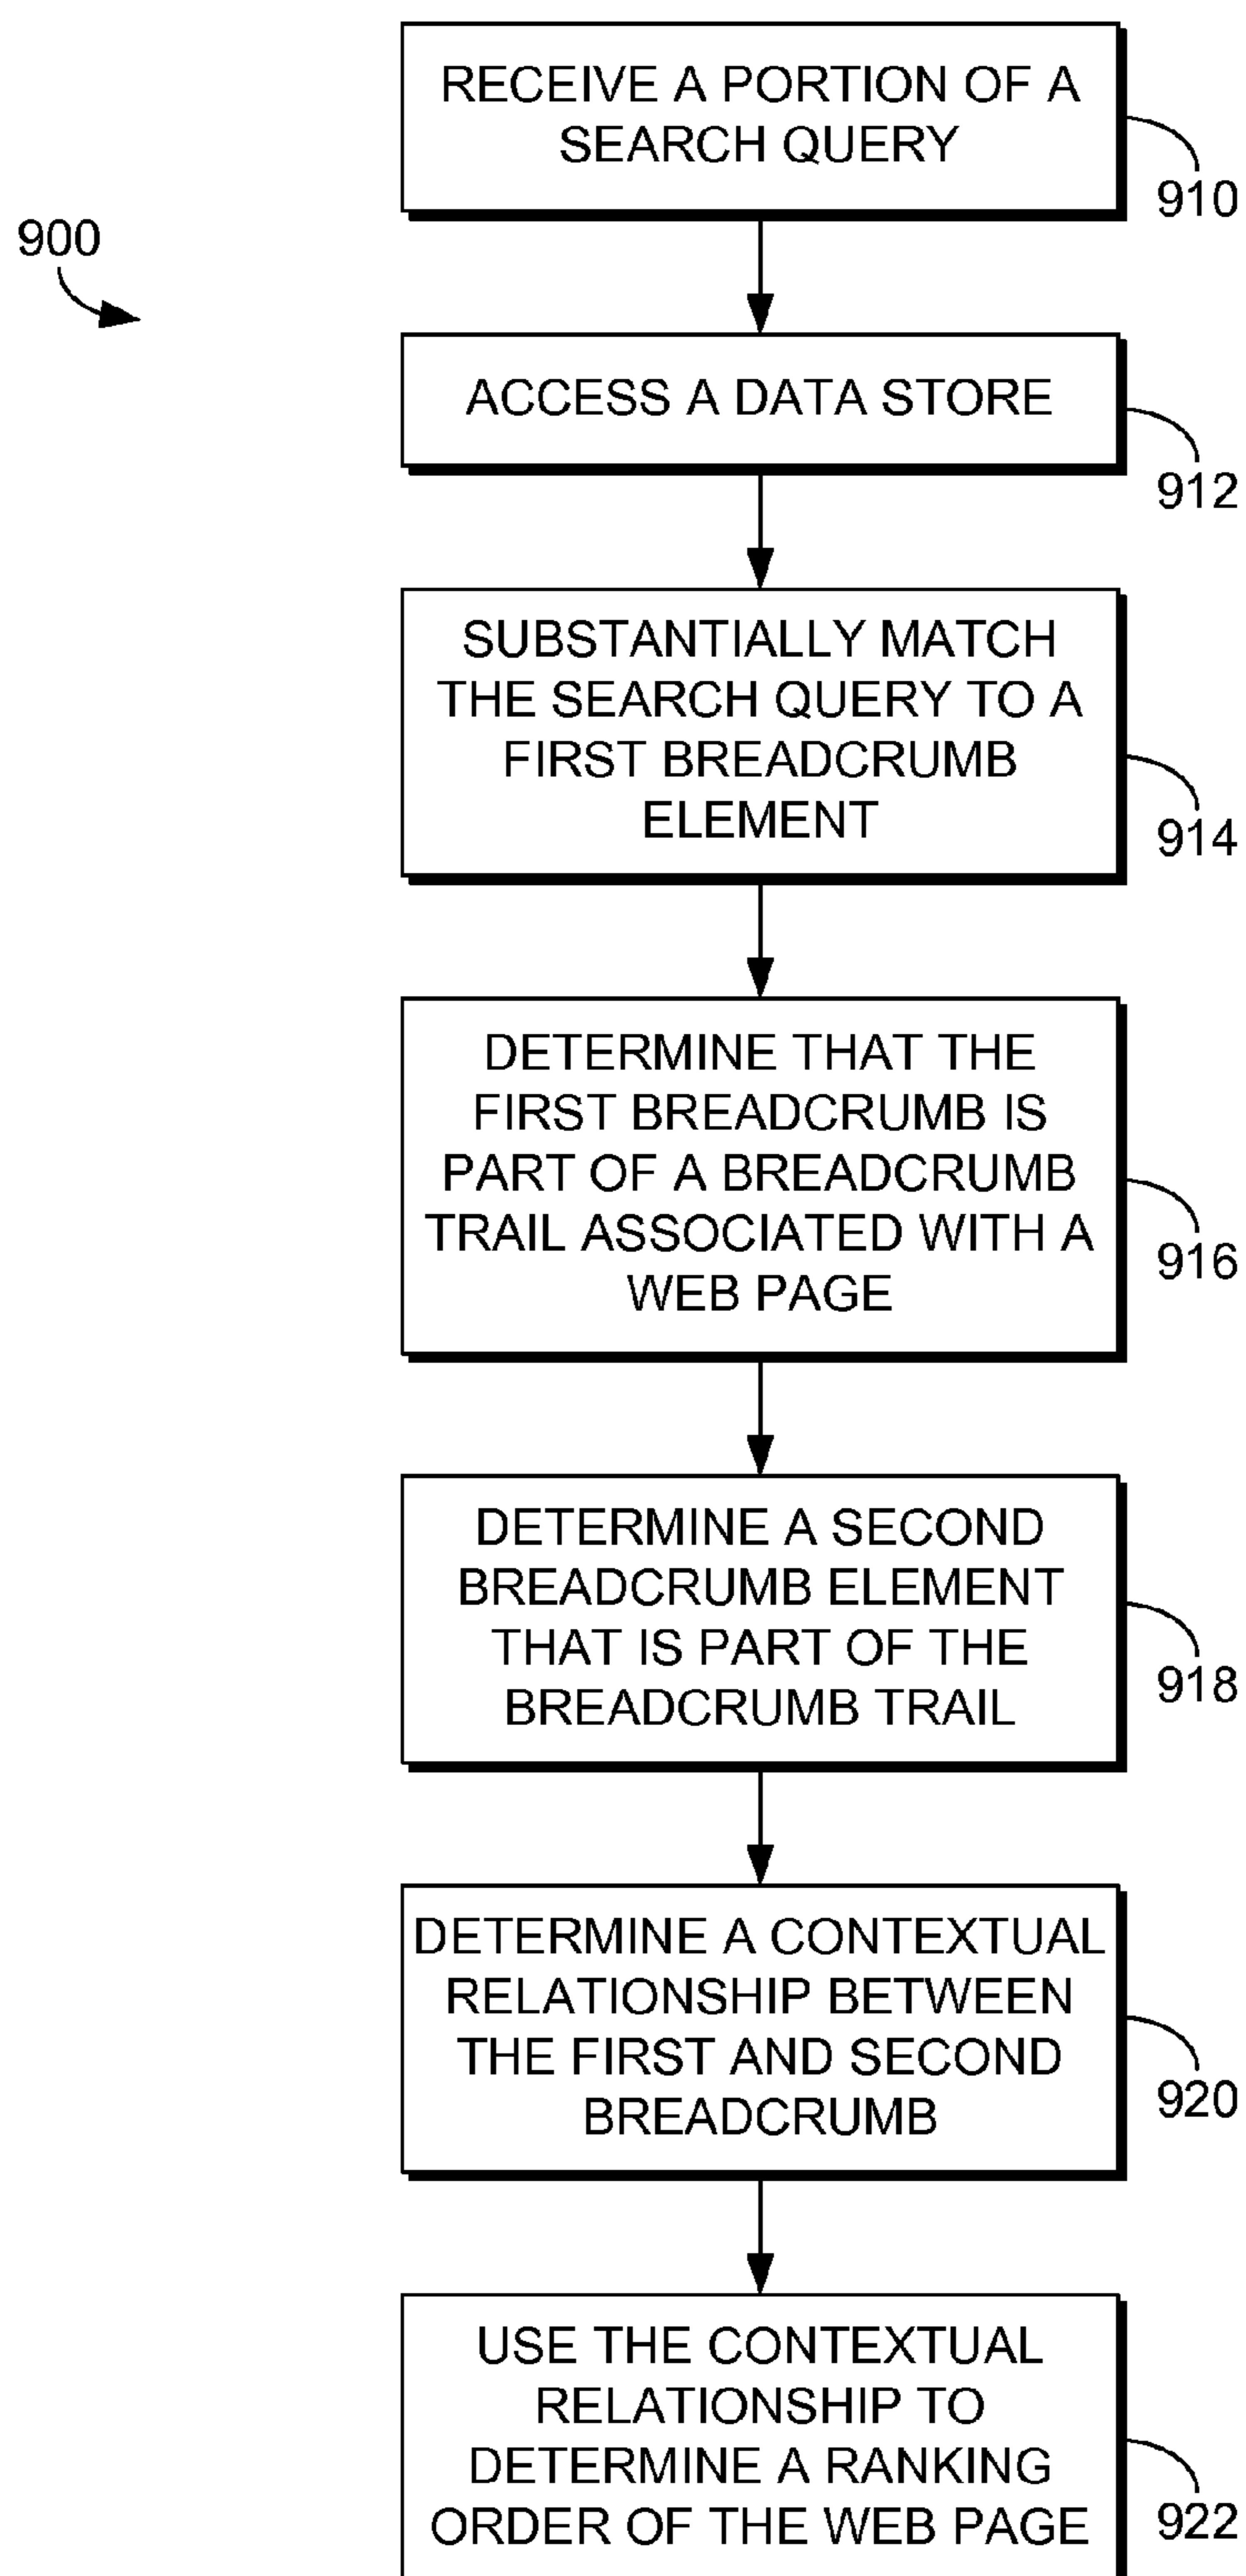 RECEIVE A PORTION OF A
SEARCH QUERY
910
900
ACCESS A DATA STORE
912
SUBSTANTIALLY MATCH
THE SEARCH QUERY TO A
FIRST BREADCRUMB
ELEMENT
914
DETERMINE THAT THE
FIRST BREADCRUMB IS
PART OF A BREADCRUMB
TRAIL ASSOCIATED WITH A
WEB PAGE
916
DETERMINE A SECOND
BREADCRUMB ELEMENT
THAT IS PART OF THE
BREADCRUMB TRAIL
918
DETERMINE A CONTEXTUAL
RELATIONSHIP BETWEEN
THE FIRST AND SECOND
BREADCRUMB
920
USE THE CONTEXTUAL
RELATIONSHIP TO
DETERMINE A RANKING
ORDER OF THE WEB PAGE
922